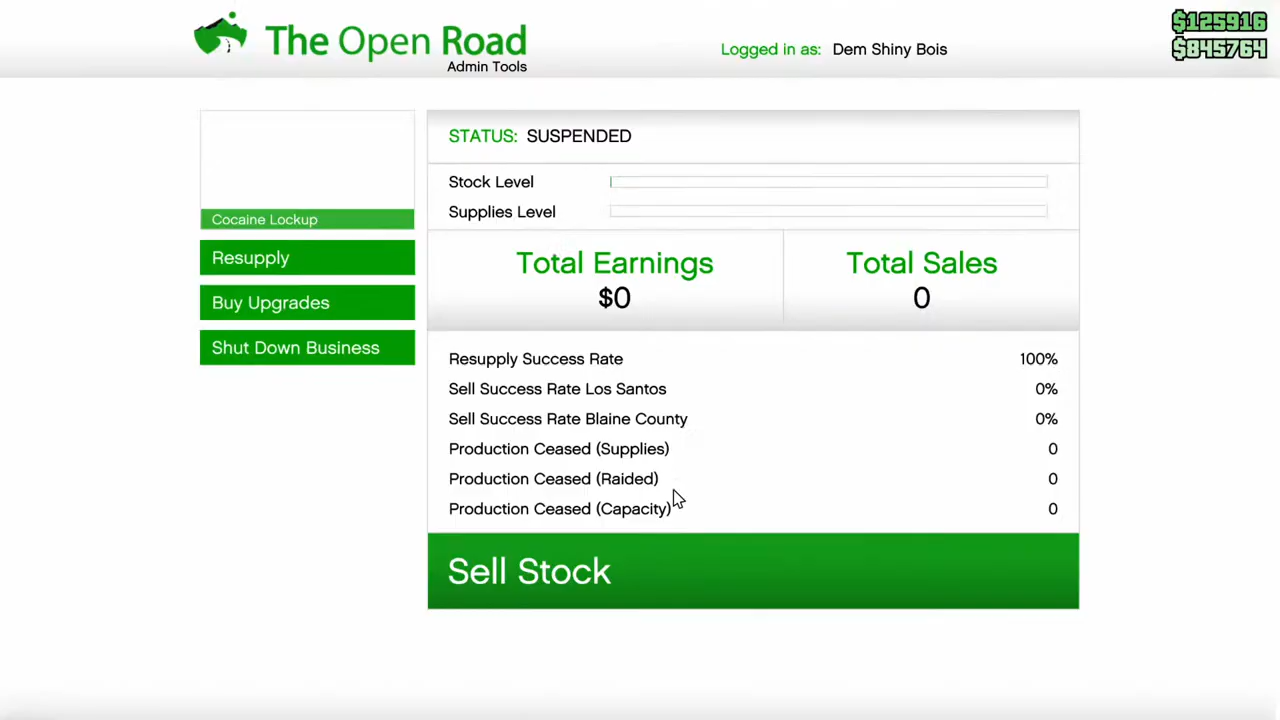 The Open Road
Admin Tools
Logged in as: Dem Shiny Bois
$125916
$845764
Cocaine Lockup
Resupply
Buy Upgrades
Shut Down Business
STATUS: SUSPENDED
Stock Level
Supplies Level
Total Earnings
$0
Total Sales
0
Resupply Success Rate 100%
Sell Success Rate Los Santos 0%
Sell Success Rate Blaine County 0%
Production Ceased (Supplies) 0
Production Ceased (Raided) 0
Production Ceased (Capacity) 0
Sell Stock